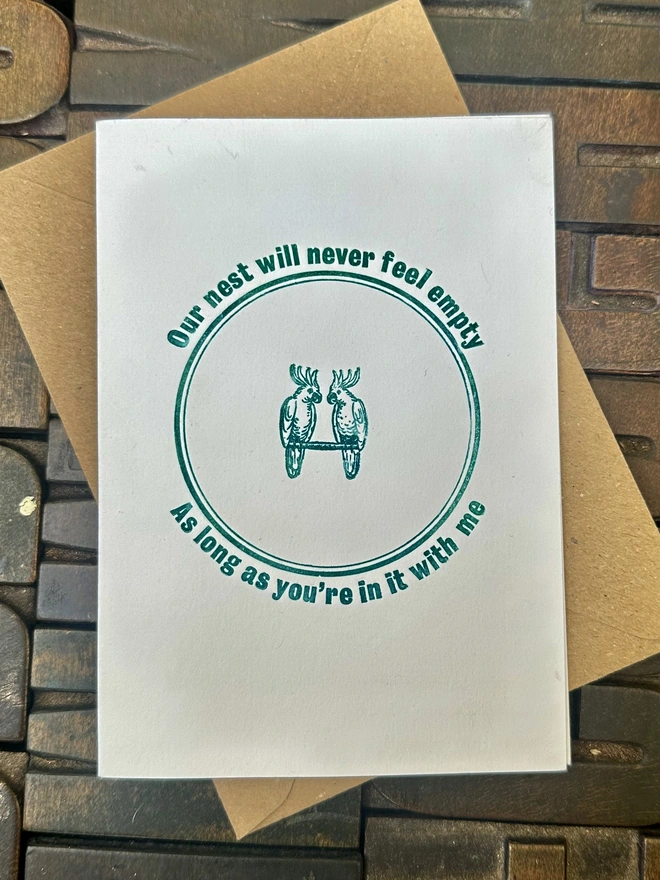 Our nest will never feel empty
As long as you're in it with me